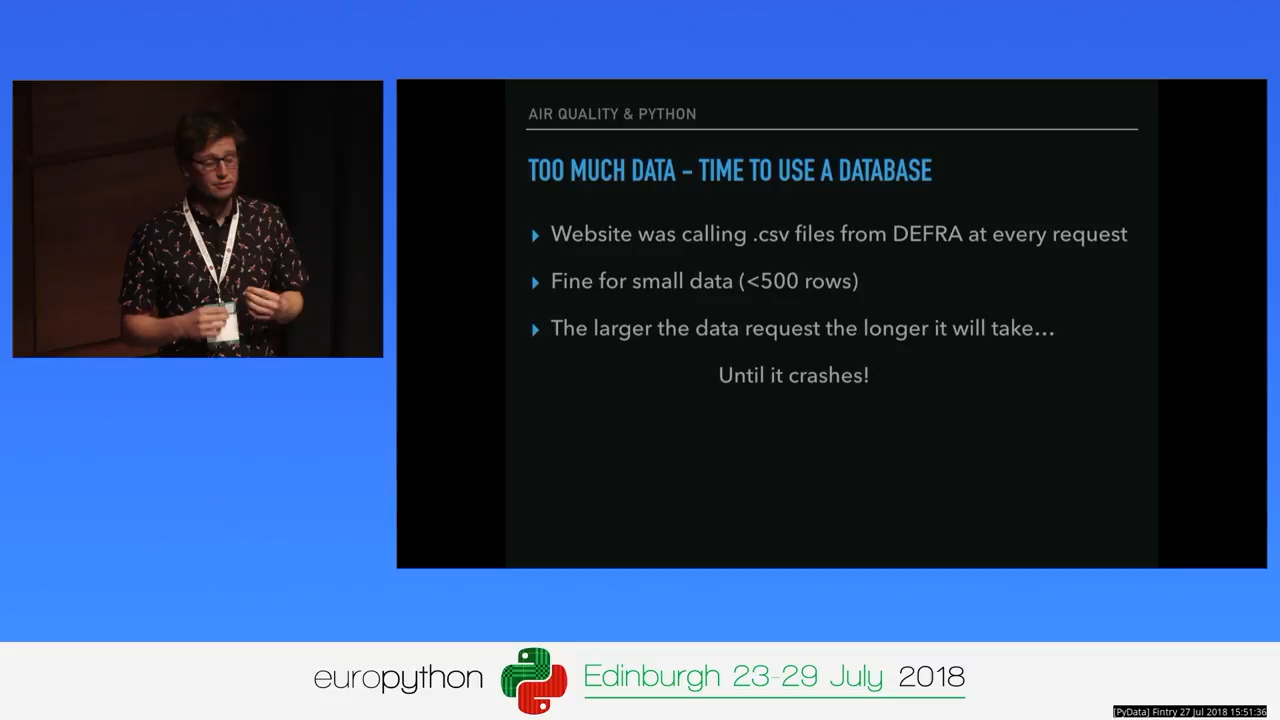 AIR QUALITY & PYTHON
TOO MUCH DATA – TIME TO USE A DATABASE
Website was calling .csv files from DEFRA at every request
Fine for small data (<500 rows)
The larger the data request the longer it will take…
Until it crashes!
europython Edinburgh 23-29 July 2018
[PyData] Fintry 27 Jul 2018 15:51:36